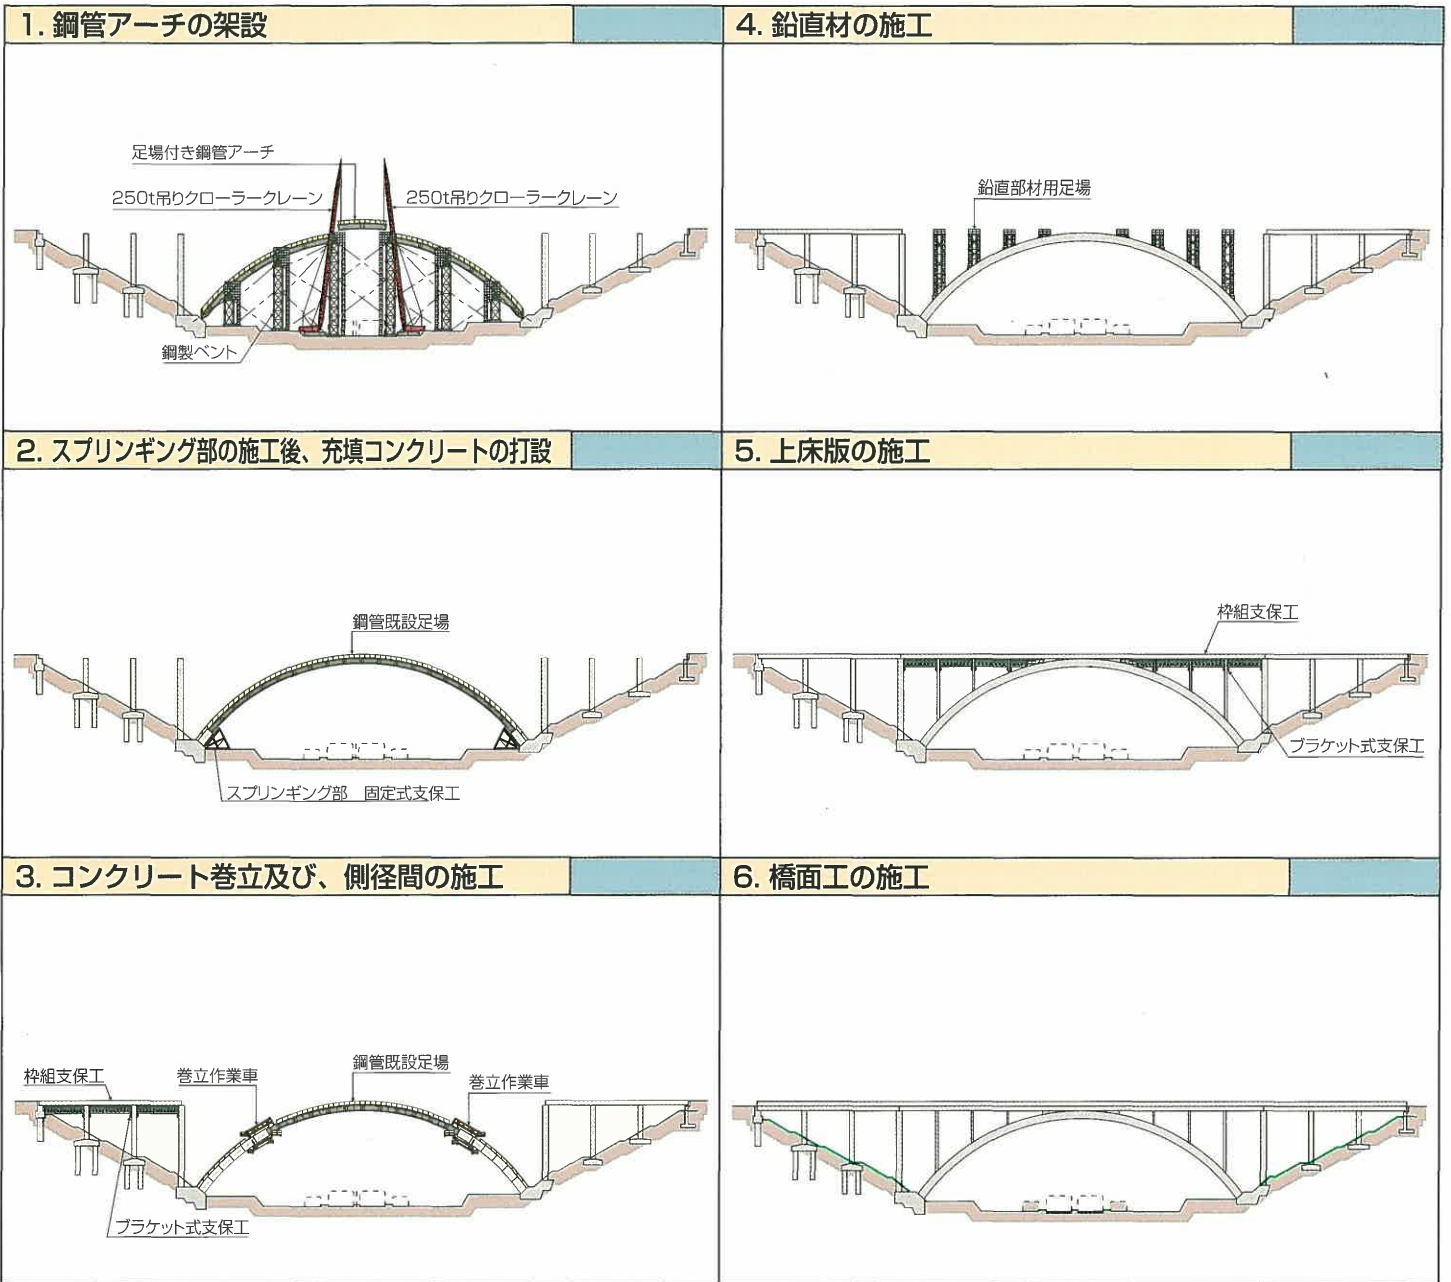 1. 鋼管アーチの架設
足場付き鋼管アーチ
250t吊りクローラークレーン
250t吊りクローラークレーン
鋼製ベント
2. スプリンギング部の施工後、充填コンクリートの打設
鋼管既設足場
スプリンギング部 固定式支保工
3. コンクリート巻立及び、側径間の施工
枠組支保工
巻立作業車
鋼管既設足場
巻立作業車
ブラケット式支保工
4. 鉛直材の施工
鉛直部材用足場
5. 上床版の施工
枠組支保工
ブラケット式支保工
6. 橋面工の施工